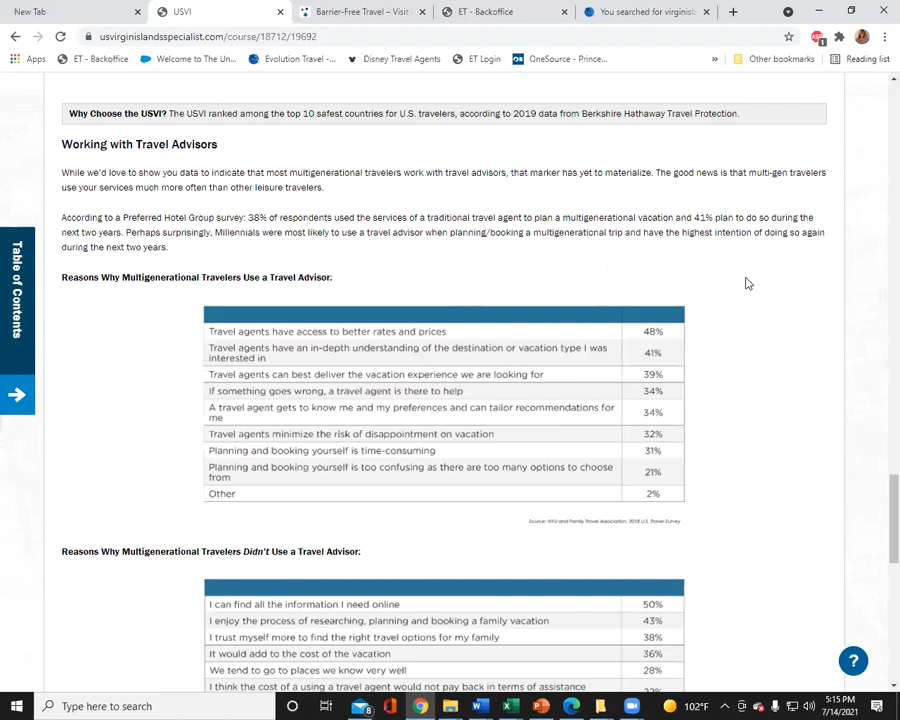 New Tab
USVI
Barrier-Free Travel – Visit
ET - Backoffice
You searched for virginisl
usvirginislandsspecialist.com/course/18712/19692
Apps
ET - Backoffice
Welcome to The Un...
Evolution Travel -...
Disney Travel Agents
ET Login
OneSource - Prince...
»
Other bookmarks
Reading list
Why Choose the USVI? The USVI ranked among the top 10 safest countries for U.S. travelers, according to 2019 data from Berkshire Hathaway Travel Protection.
Working with Travel Advisors
While we'd love to show you data to indicate that most multigenerational travelers work with travel advisors, that marker has yet to materialize. The good news is that multi-gen travelers
use your services much more often than other leisure travelers.
According to a Preferred Hotel Group survey: 38% of respondents used the services of a traditional travel agent to plan a multigenerational vacation and 41% plan to do so during the
next two years. Perhaps surprisingly, Millennials were most likely to use a travel advisor when planning/booking a multigenerational trip and have the highest intention of doing so again
during the next two years.
Table of Contents
Reasons Why Multigenerational Travelers Use a Travel Advisor:
Travel agents have access to better rates and prices 48%
Travel agents have an in-depth understanding of the destination or vacation type I was
interested in 41%
Travel agents can best deliver the vacation experience we are looking for 39%
If something goes wrong, a travel agent is there to help 34%
A travel agent gets to know me and my preferences and can tailor recommendations for
me 34%
Travel agents minimize the risk of disappointment on vacation 32%
Planning and booking yourself is time-consuming 31%
Planning and booking yourself is too confusing as there are too many options to choose
from 21%
Other 2%
Source: NYU and Family Travel Association, 2018 U.S. Travel Survey
Reasons Why Multigenerational Travelers Didn't Use a Travel Advisor:
I can find all the information I need online 50%
I enjoy the process of researching, planning and booking a family vacation 43%
I trust myself more to find the right travel options for my family 38%
It would add to the cost of the vacation 36%
We tend to go to places we know very well 28%
I think the cost of a using a travel agent would not pay back in terms of assistance
?
Type here to search
8
102°F
5:15 PM
7/14/2021